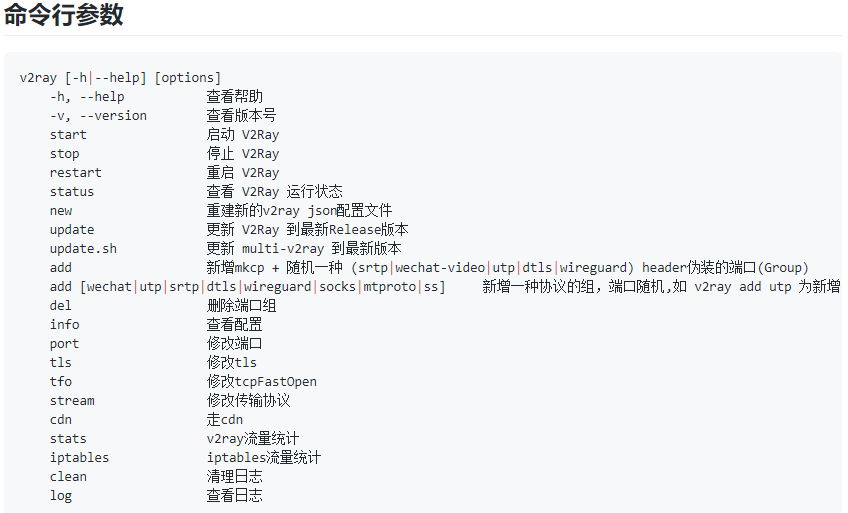 命令行参数
v2ray [-h|--help] [options]
-h, --help 查看帮助
-v, --version 查看版本号
start 启动 V2Ray
stop 停止 V2Ray
restart 重启 V2Ray
status 查看 V2Ray 运行状态
new 重建新的v2ray json配置文件
update 更新 V2Ray 到最新Release版本
update.sh 更新 multi-v2ray 到最新版本
add 新增mkcp + 随机一种 (srtp|wechat-video|utp|dtls|wireguard) header伪装的端口(Group)
add [wechat|utp|srtp|dtls|wireguard|socks|mtproto|ss] 新增一种协议的组，端口随机,如 v2ray add utp 为新增
del 删除端口组
info 查看配置
port 修改端口
tls 修改tls
tfo 修改tcpFastOpen
stream 修改传输协议
cdn 走cdn
stats v2ray流量统计
iptables iptables流量统计
clean 清理日志
log 查看日志